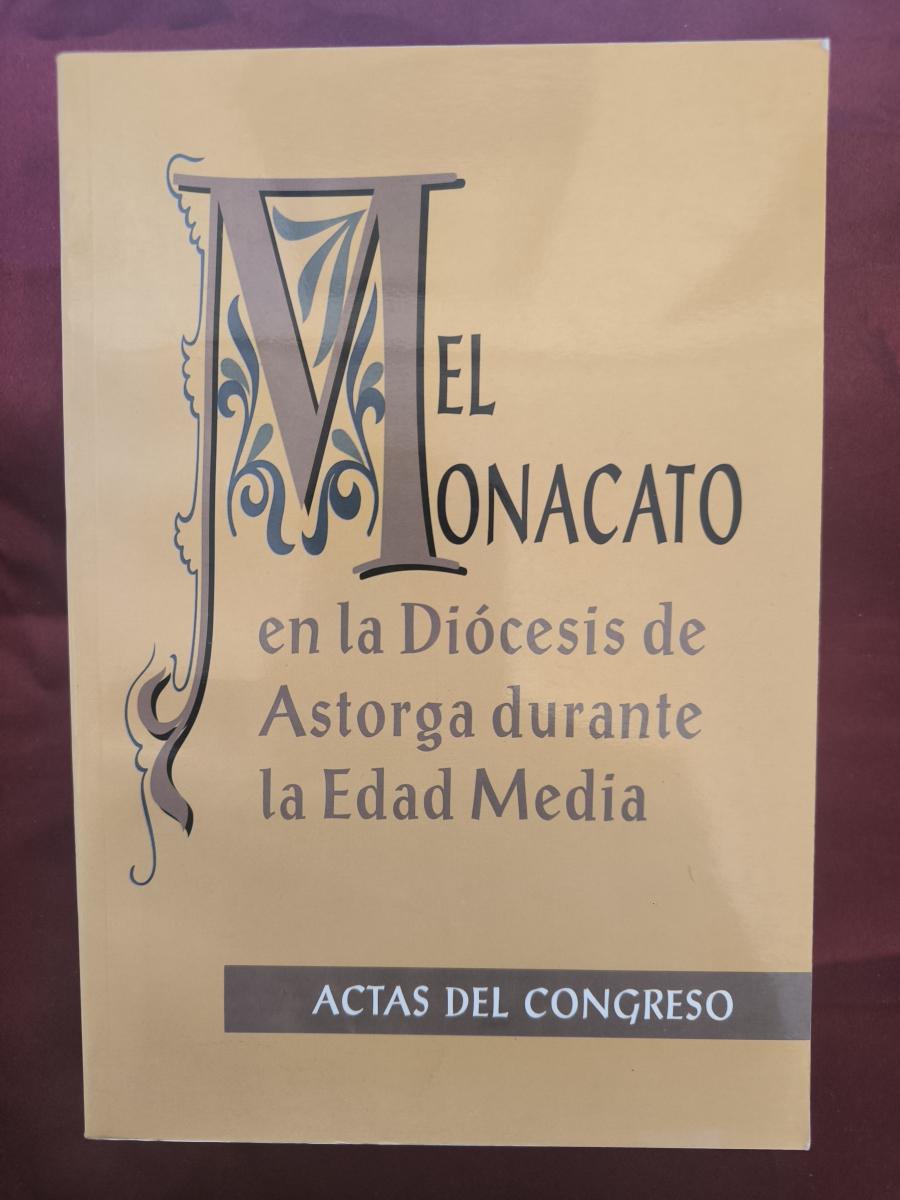 EL
MONACATO
en la Diócesis de
Astorga durante
la Edad Media
ACTAS DEL CONGRESO